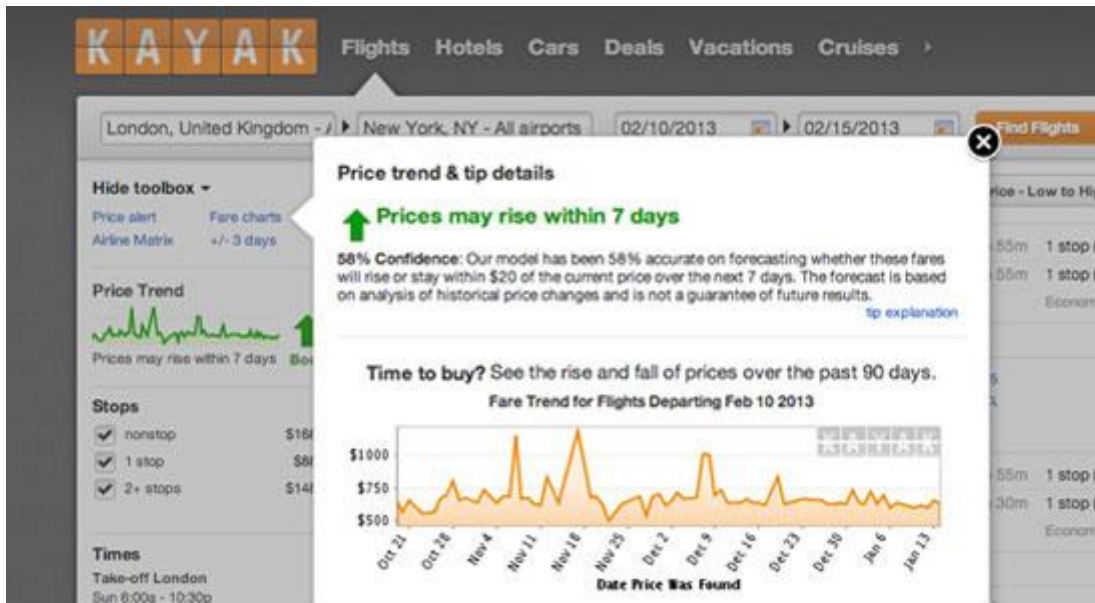 KAYAK
Flights Hotels Cars Deals Vacations Cruises
London, United Kingdom - New York, NY - All airports 02/10/2013 02/15/2013 Find Flights
Hide toolbox
Price alert Fare charts
Airline Matrix +/- 3 days
Price Trend
Prices may rise within 7 days
Stops
nonstop
1 stop
2+ stops
Times
Take-off London
Sun 6:00a - 10:30p
Price trend & tip details
Prices may rise within 7 days
58% Confidence: Our model has been 58% accurate on forecasting whether these fares
will rise or stay within $20 of the current price over the next 7 days. The forecast is based
on analysis of historical price changes and is not a guarantee of future results.
tip explanation
Time to buy? See the rise and fall of prices over the past 90 days.
Fare Trend for Flights Departing Feb 10 2013
KAYAK
$1000
$750
$500
Oct 21 Oct 28 Nov 4 Nov 11 Nov 18 Nov 25 Dec 2 Dec 9 Dec 16 Dec 23 Dec 30 Jan 6 Jan 13
Date Price Was Found
- Low to
55m 1 stop
55m 1 stop
55m 1 stop
30m 1 stop